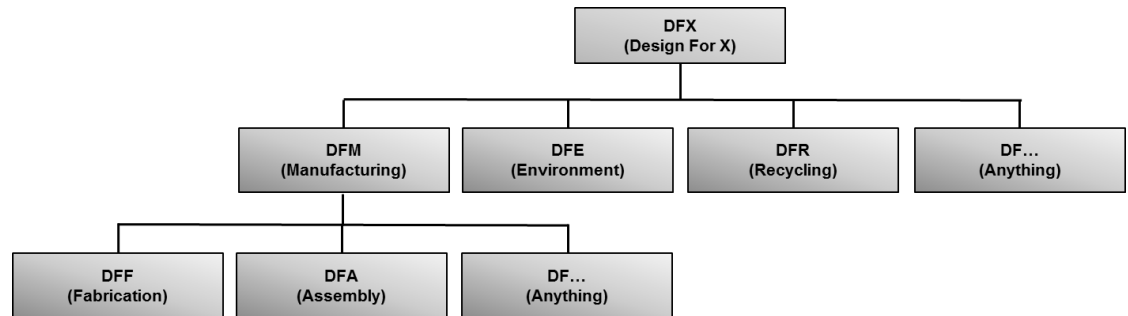 DFX
(Design For X)
DFM
(Manufacturing)
DFE
(Environment)
DFR
(Recycling)
DF...
(Anything)
DFF
(Fabrication)
DFA
(Assembly)
DF...
(Anything)